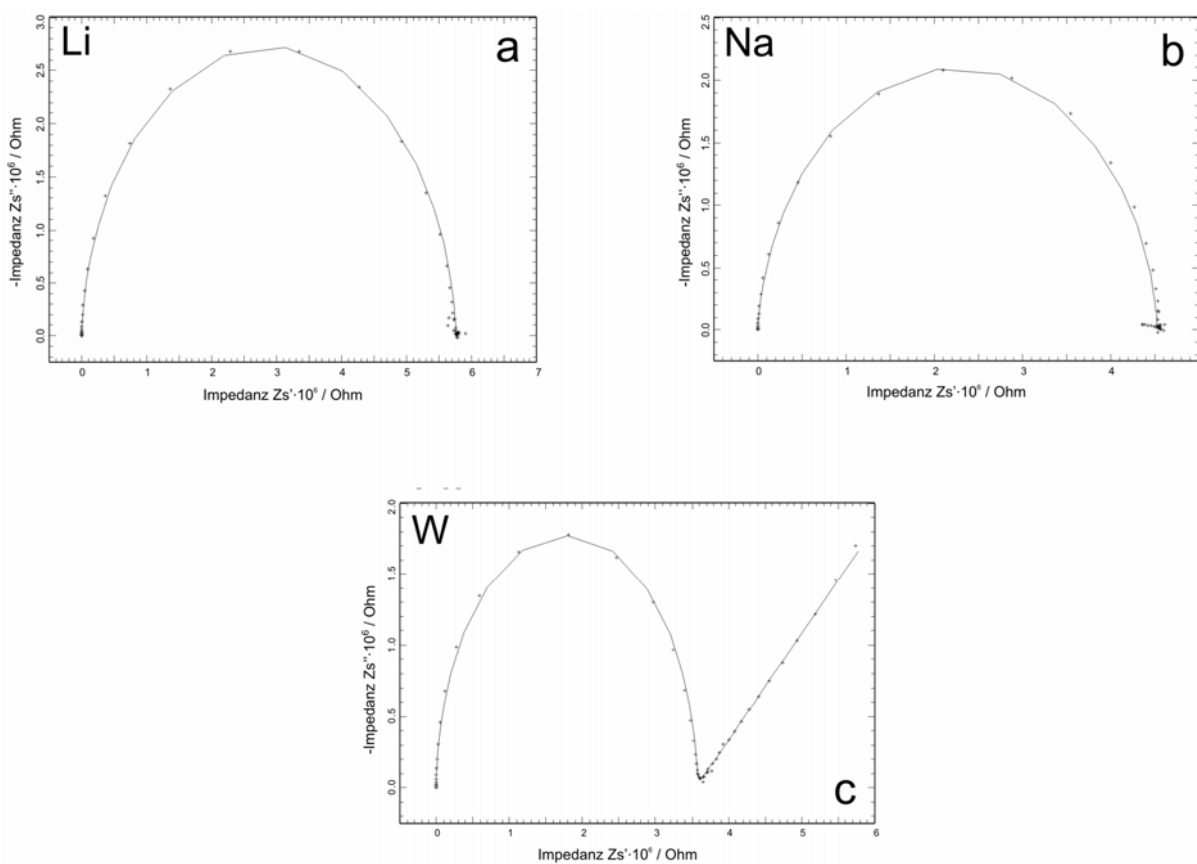 Li
a
3.0
2.5
2.0
1.5
1.0
0.5
0.0
-Impedanz Zs''·10⁶ / Ohm
0 1 2 3 4 5 6 7
Impedanz Zs'·10⁶ / Ohm
Na
b
2.5
2.0
1.5
1.0
0.5
0.0
-Impedanz Zs''·10⁶ / Ohm
0 1 2 3 4
Impedanz Zs'·10⁶ / Ohm
W
c
2.0
1.5
1.0
0.5
0.0
-Impedanz Zs''·10⁶ / Ohm
0 1 2 3 4 5 6
Impedanz Zs'·10⁶ / Ohm